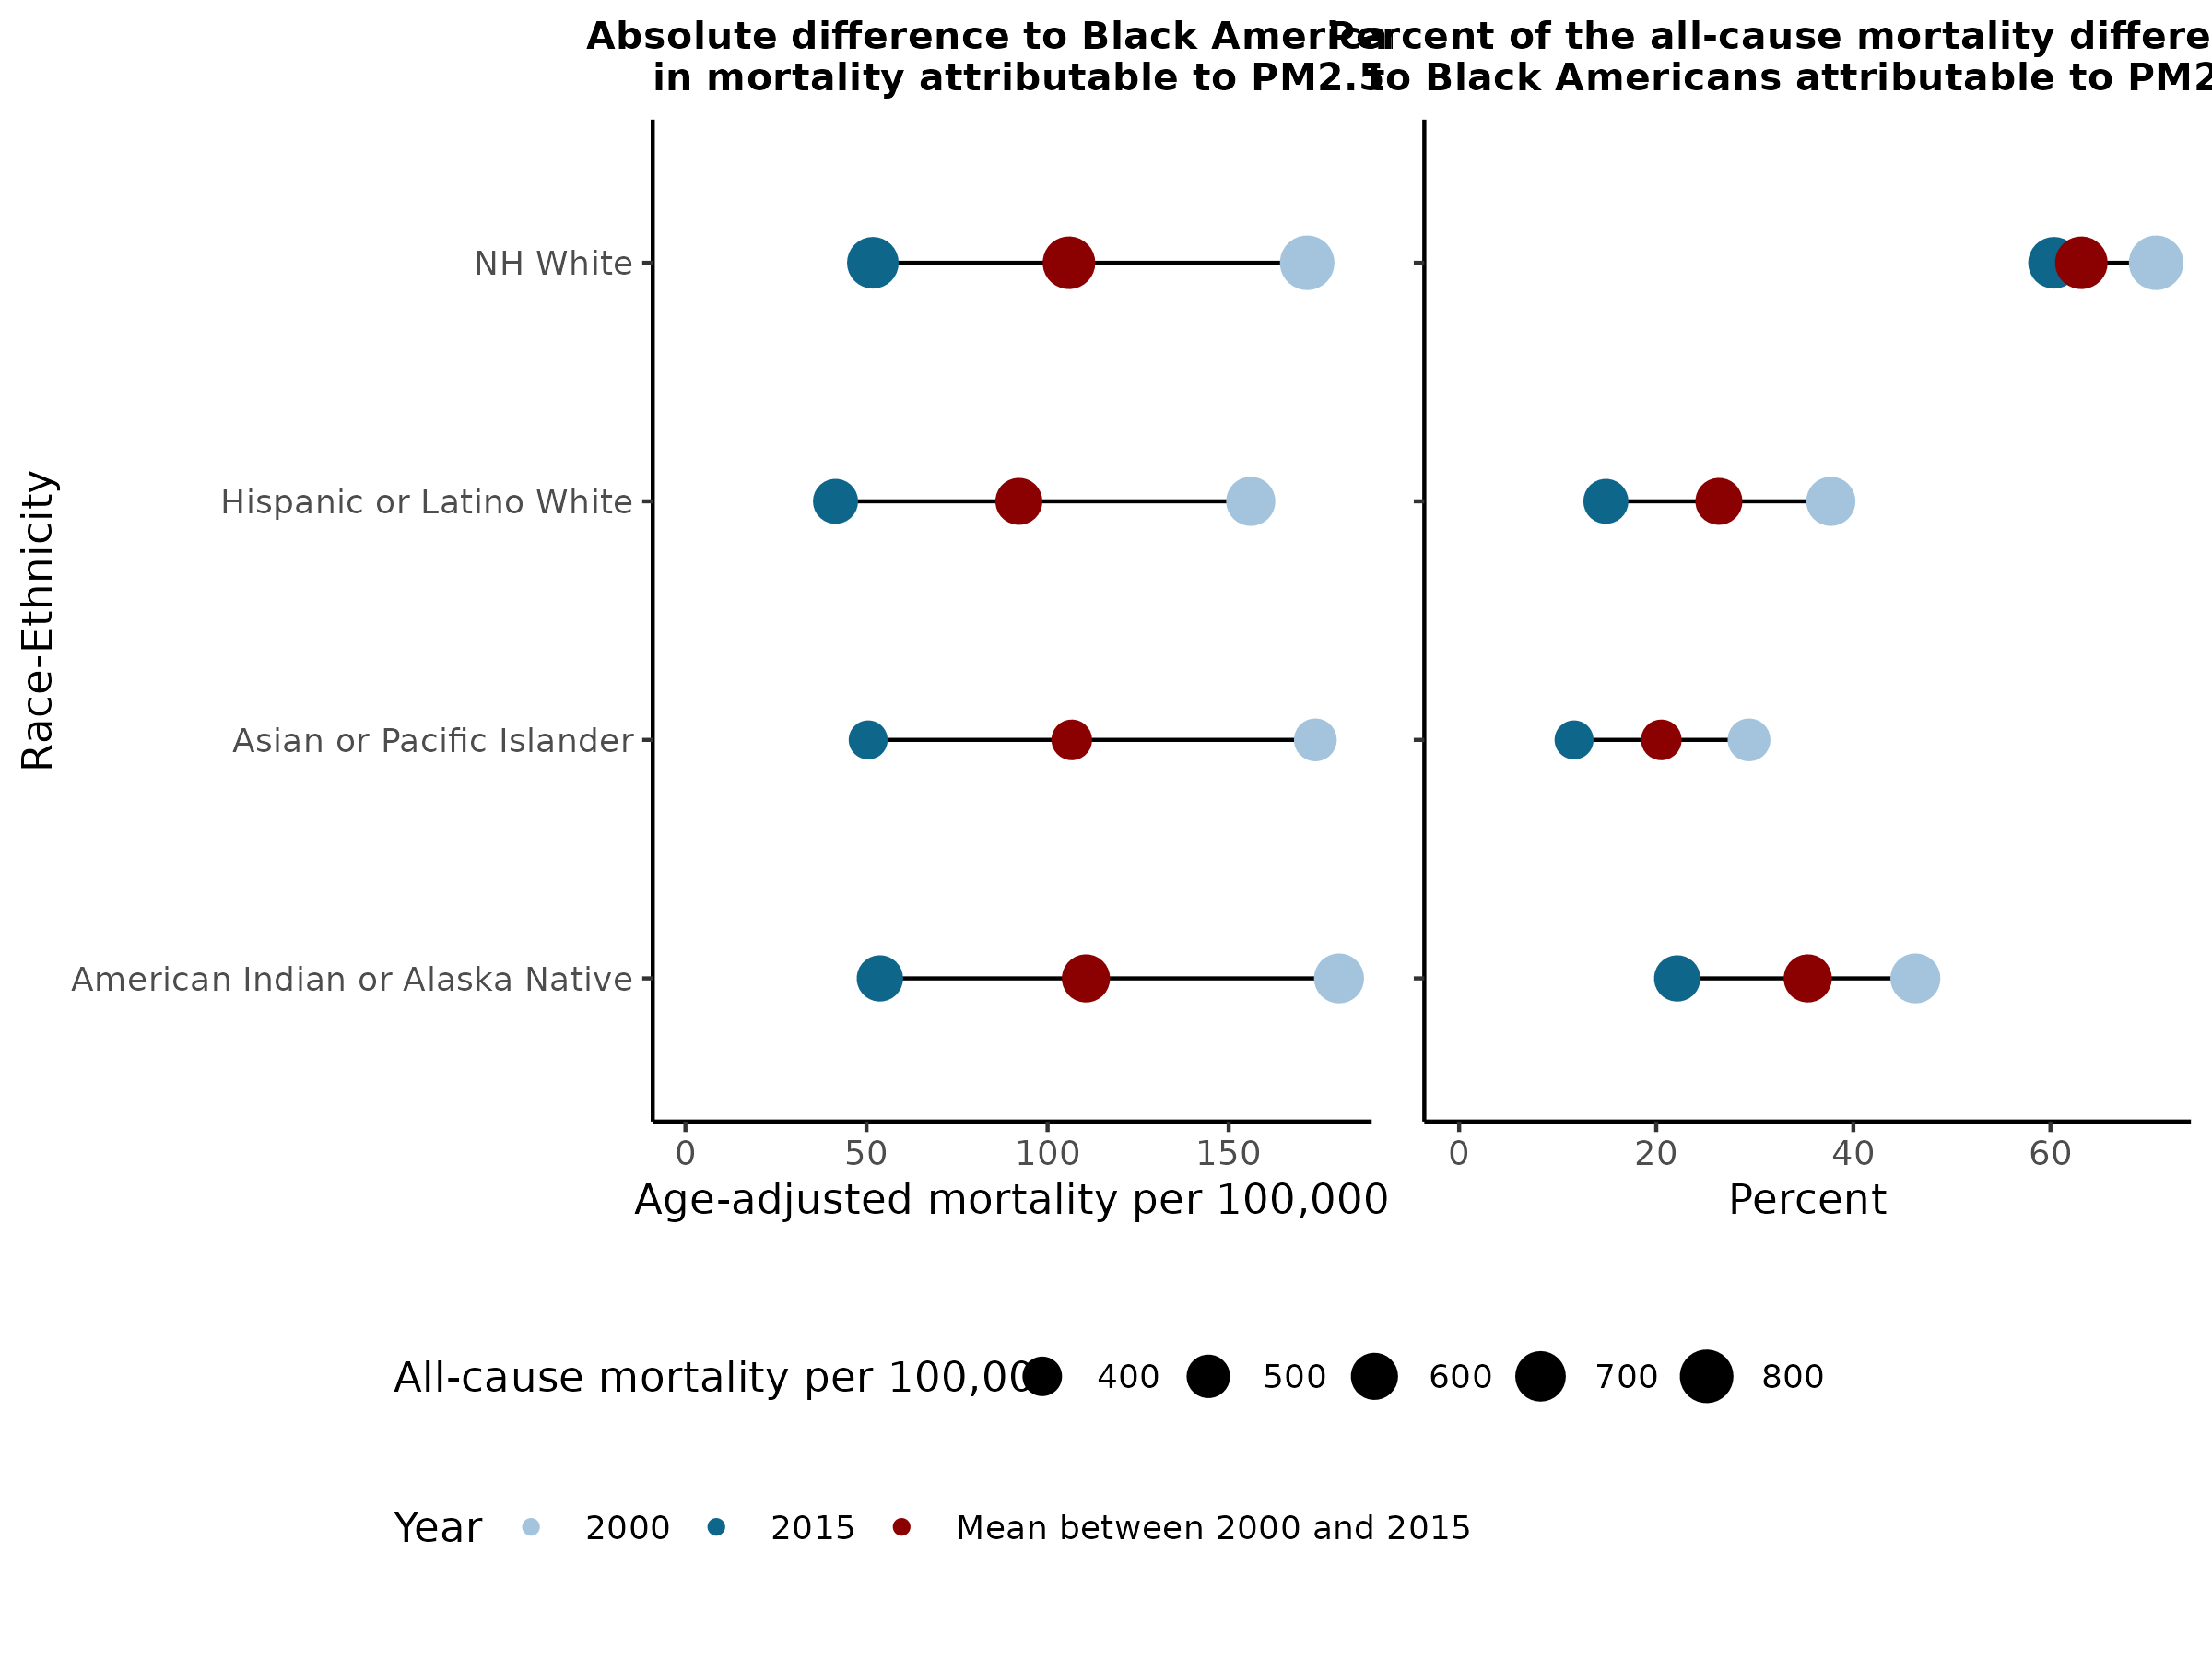 Absolute difference to Black America
in mortality attributable to PM2.5
Percent of the all-cause mortality differe
to Black Americans attributable to PM2
Race-Ethnicity
NH White
Hispanic or Latino White
Asian or Pacific Islander
American Indian or Alaska Native
0 50 100 150
0 20 40 60
Age-adjusted mortality per 100,000
Percent
All-cause mortality per 100,00
400 500 600 700 800
Year 2000 2015 Mean between 2000 and 2015